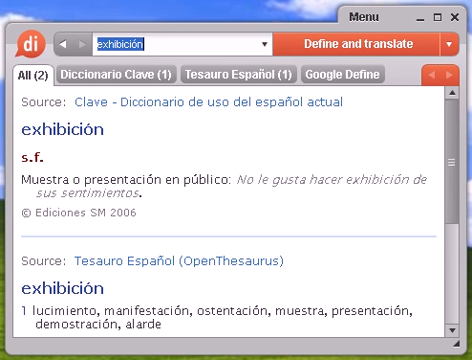 Menu
di
exhibición
Define and translate
All (2)
Diccionario Clave (1)
Tesauro Español (1)
Google Define
Source: Clave - Diccionario de uso del español actual
exhibición
s.f.
Muestra o presentación en público: No le gusta hacer exhibición de
sus sentimientos.
© Ediciones SM 2006
Source: Tesauro Español (OpenThesaurus)
exhibición
1 lucimiento, manifestación, ostentación, muestra, presentación,
demostración, alarde